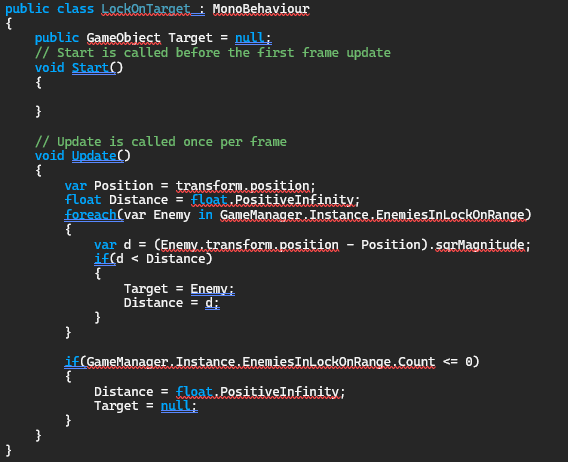 public class LockOnTarget : MonoBehaviour
{
    public GameObject Target = null;
    // Start is called before the first frame update
    void Start()
    {

    }

    // Update is called once per frame
    void Update()
    {
        var Position = transform.position;
        float Distance = float.PositiveInfinity;
        foreach(var Enemy in GameManager.Instance.EnemiesInLockOnRange)
        {
            var d = (Enemy.transform.position - Position).sqrMagnitude;
            if(d < Distance)
            {
                Target = Enemy;
                Distance = d;
            }
        }

        if(GameManager.Instance.EnemiesInLockOnRange.Count <= 0)
        {
            Distance = float.PositiveInfinity;
            Target = null;
        }
    }
}